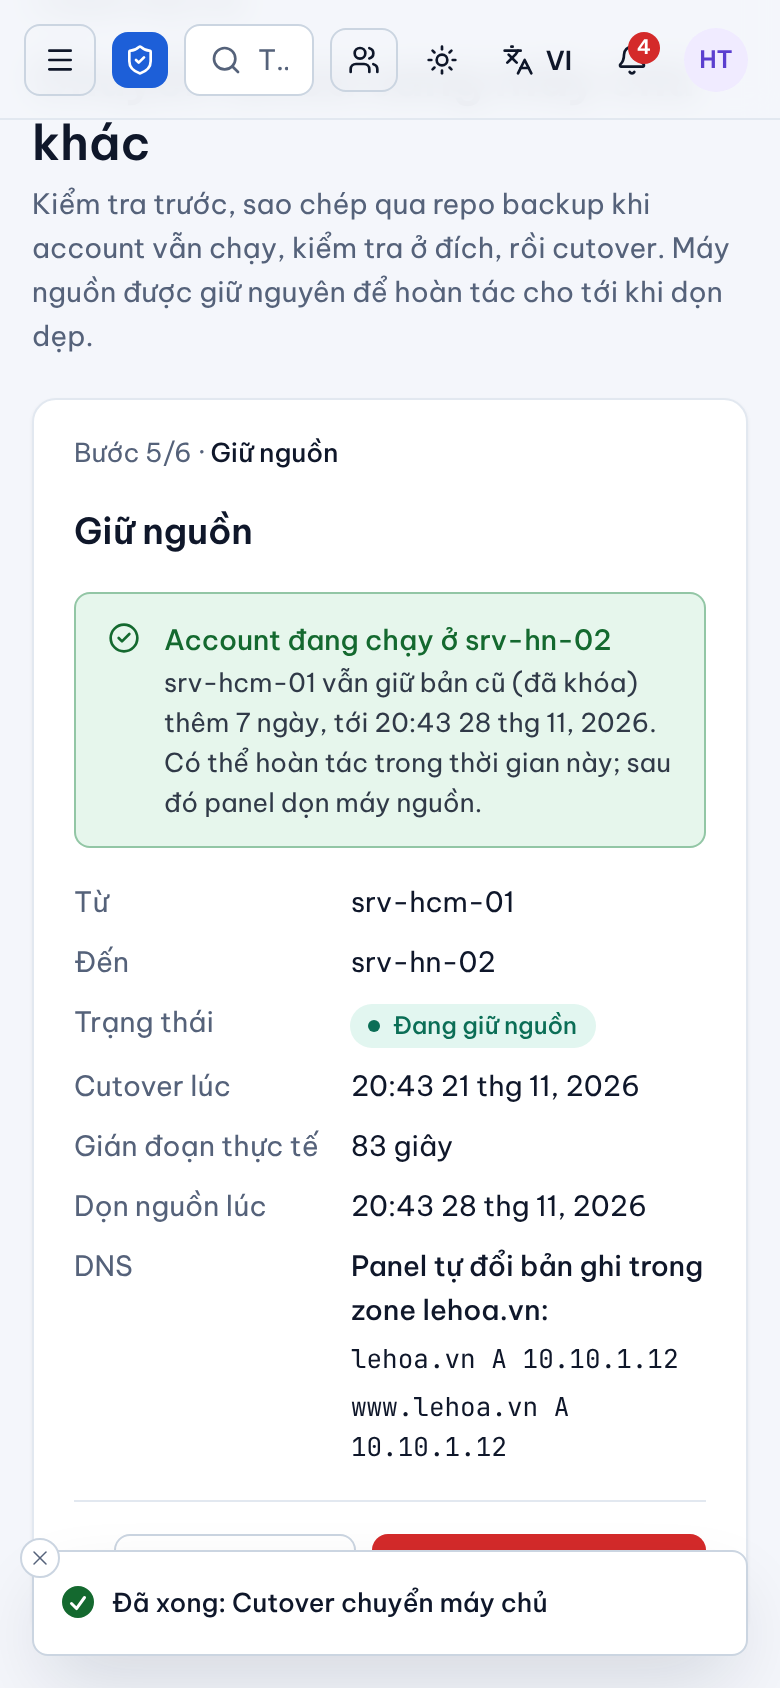 T..
VI
4
HT
khác
Kiểm tra trước, sao chép qua repo backup khi
account vẫn chạy, kiểm tra ở đích, rồi cutover. Máy
nguồn được giữ nguyên để hoàn tác cho tới khi dọn
dẹp.
Bước 5/6 · Giữ nguồn
Giữ nguồn
Account đang chạy ở srv-hn-02
srv-hcm-01 vẫn giữ bản cũ (đã khóa)
thêm 7 ngày, tới 20:43 28 thg 11, 2026.
Có thể hoàn tác trong thời gian này; sau
đó panel dọn máy nguồn.
Từ srv-hcm-01
Đến srv-hn-02
Trạng thái Đang giữ nguồn
Cutover lúc 20:43 21 thg 11, 2026
Gián đoạn thực tế 83 giây
Dọn nguồn lúc 20:43 28 thg 11, 2026
DNS Panel tự đổi bản ghi trong
zone lehoa.vn:
lehoa.vn A 10.10.1.12
www.lehoa.vn A
10.10.1.12
Đã xong: Cutover chuyển máy chủ